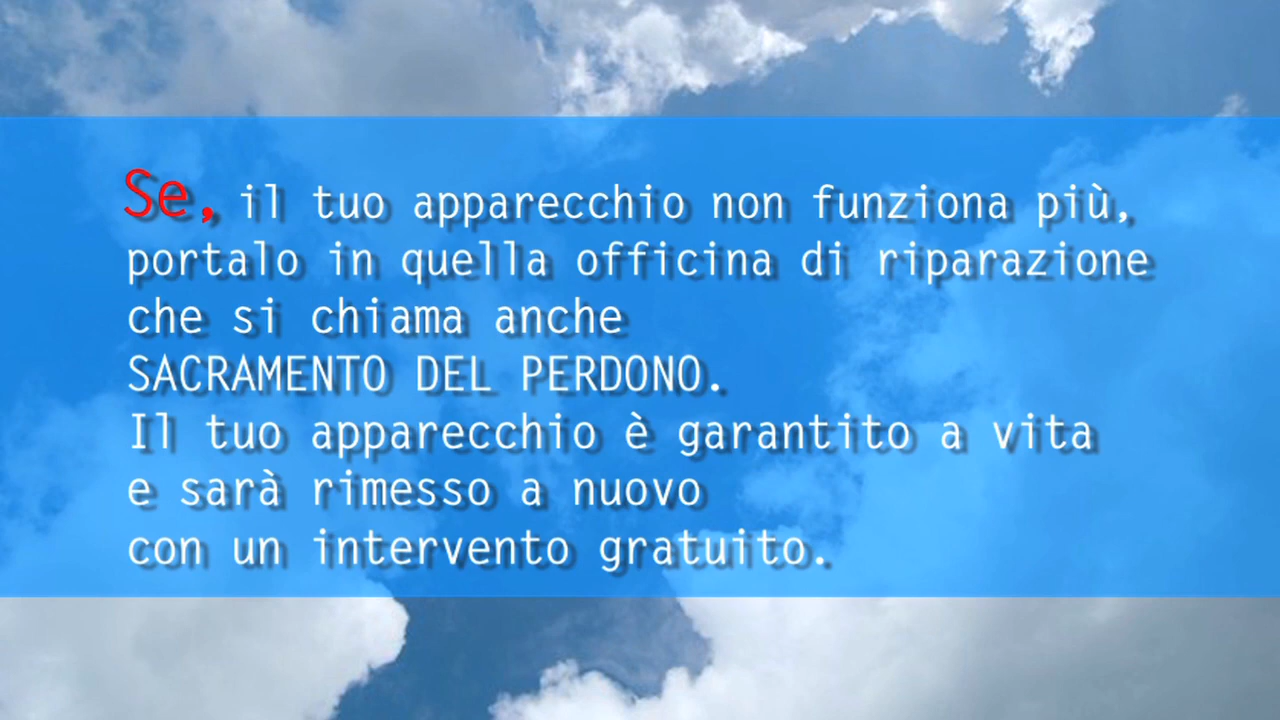 Se, il tuo apparecchio non funziona più,
portalo in quella officina di riparazione
che si chiama anche
SACRAMENTO DEL PERDONO.
Il tuo apparecchio è garantito a vita
e sarà rimesso a nuovo
con un intervento gratuito.